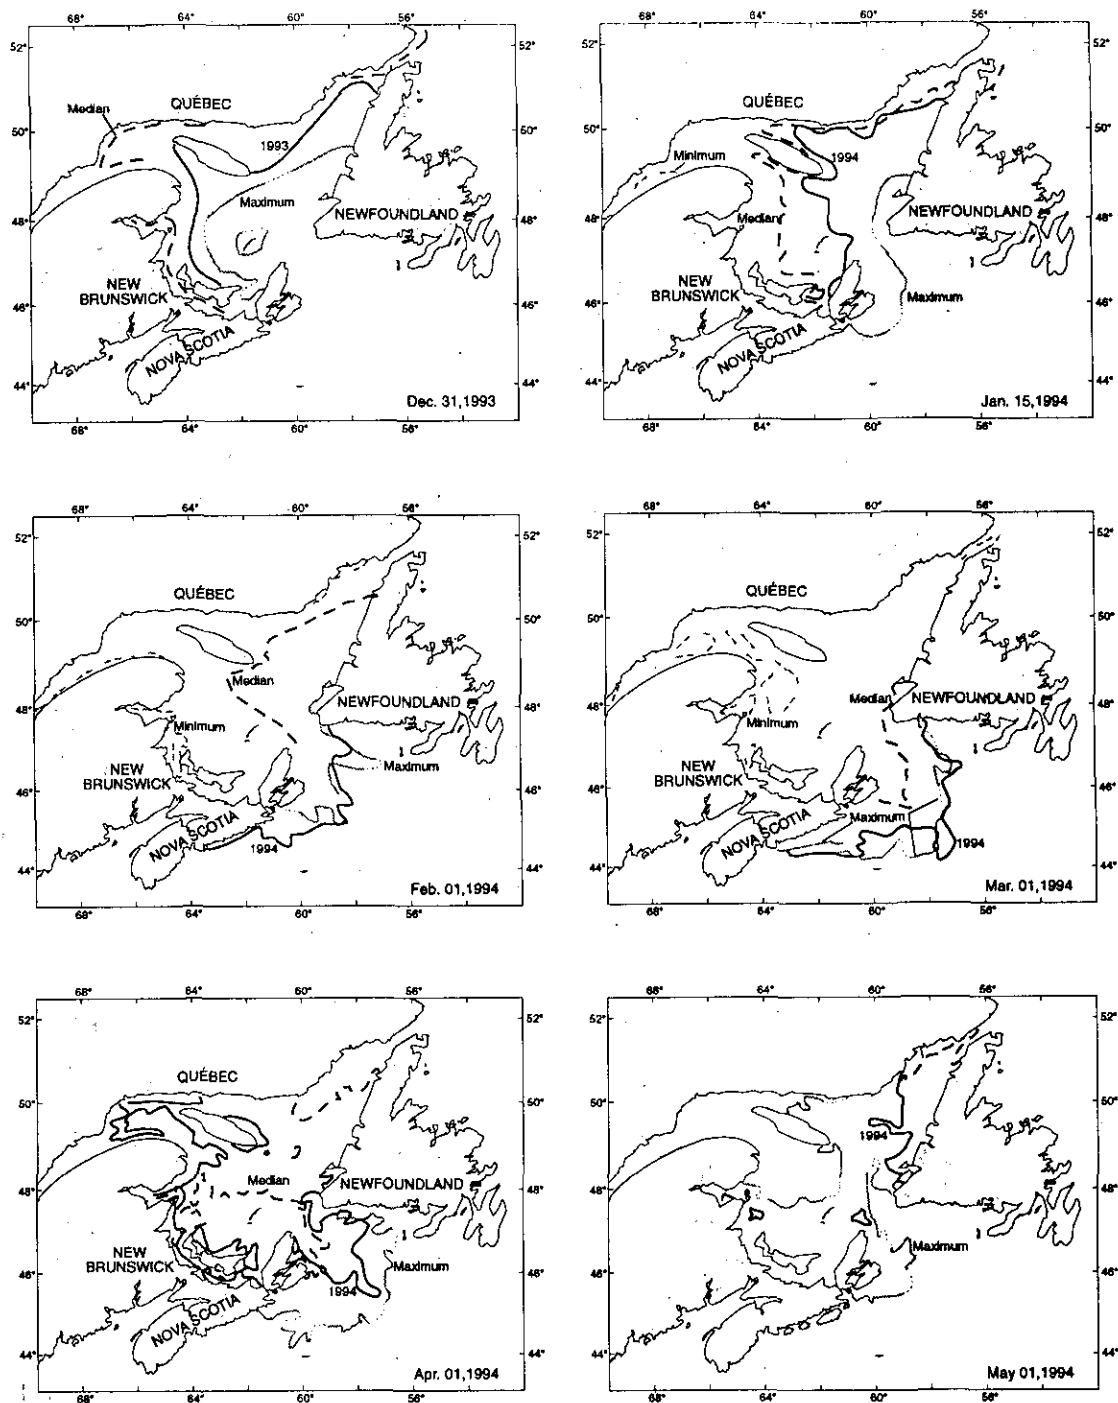 64° 60° 56°
52° 52°
Median QUÉBEC
50° 1993 50°
Maximum
48° NEWFOUNDLAND 48°
NEW
BRUNSWICK
46° 46°
NOVA SCOTIA
44° 44°
Dec. 31,1993
68° 64° 60° 56°
68° 64° 60° 56°
52° 52°
QUÉBEC
50° 50°
Minimum 1994
48° Median NEWFOUNDLAND 48°
NEW
BRUNSWICK
46° Maximum 46°
NOVA SCOTIA
44° 44°
Jan. 15,1994
68° 64° 60° 56°
68° 64° 60° 56°
52° 52°
QUÉBEC
50° 50°
Median
48° NEWFOUNDLAND 48°
Minimum
NEW
BRUNSWICK
Maximum
46° 46°
NOVA SCOTIA
1994
44° 44°
Feb. 01,1994
68° 64° 60° 56°
68° 64° 60° 56°
52° 52°
QUÉBEC
50° 50°
Median NEWFOUNDLAND
48° 48°
Minimum
NEW
BRUNSWICK
46° 46°
Maximum
NOVA SCOTIA
1994
44° 44°
Mar. 01,1994
68° 64° 60° 56°
68° 64° 60° 56°
52° 52°
QUÉBEC
50° 50°
Median NEWFOUNDLAND
48° 48°
NEW
BRUNSWICK Maximum
46° 46°
1994
NOVA SCOTIA
44° 44°
Apr. 01,1994
68° 64° 60° 56°
68° 64° 60° 56°
52° 52°
QUÉBEC
50° 50°
1994
48° NEWFOUNDLAND 48°
NEW
BRUNSWICK Maximum
46° 46°
NOVA SCOTIA
44° 44°
May 01,1994
68° 64° 60° 56°